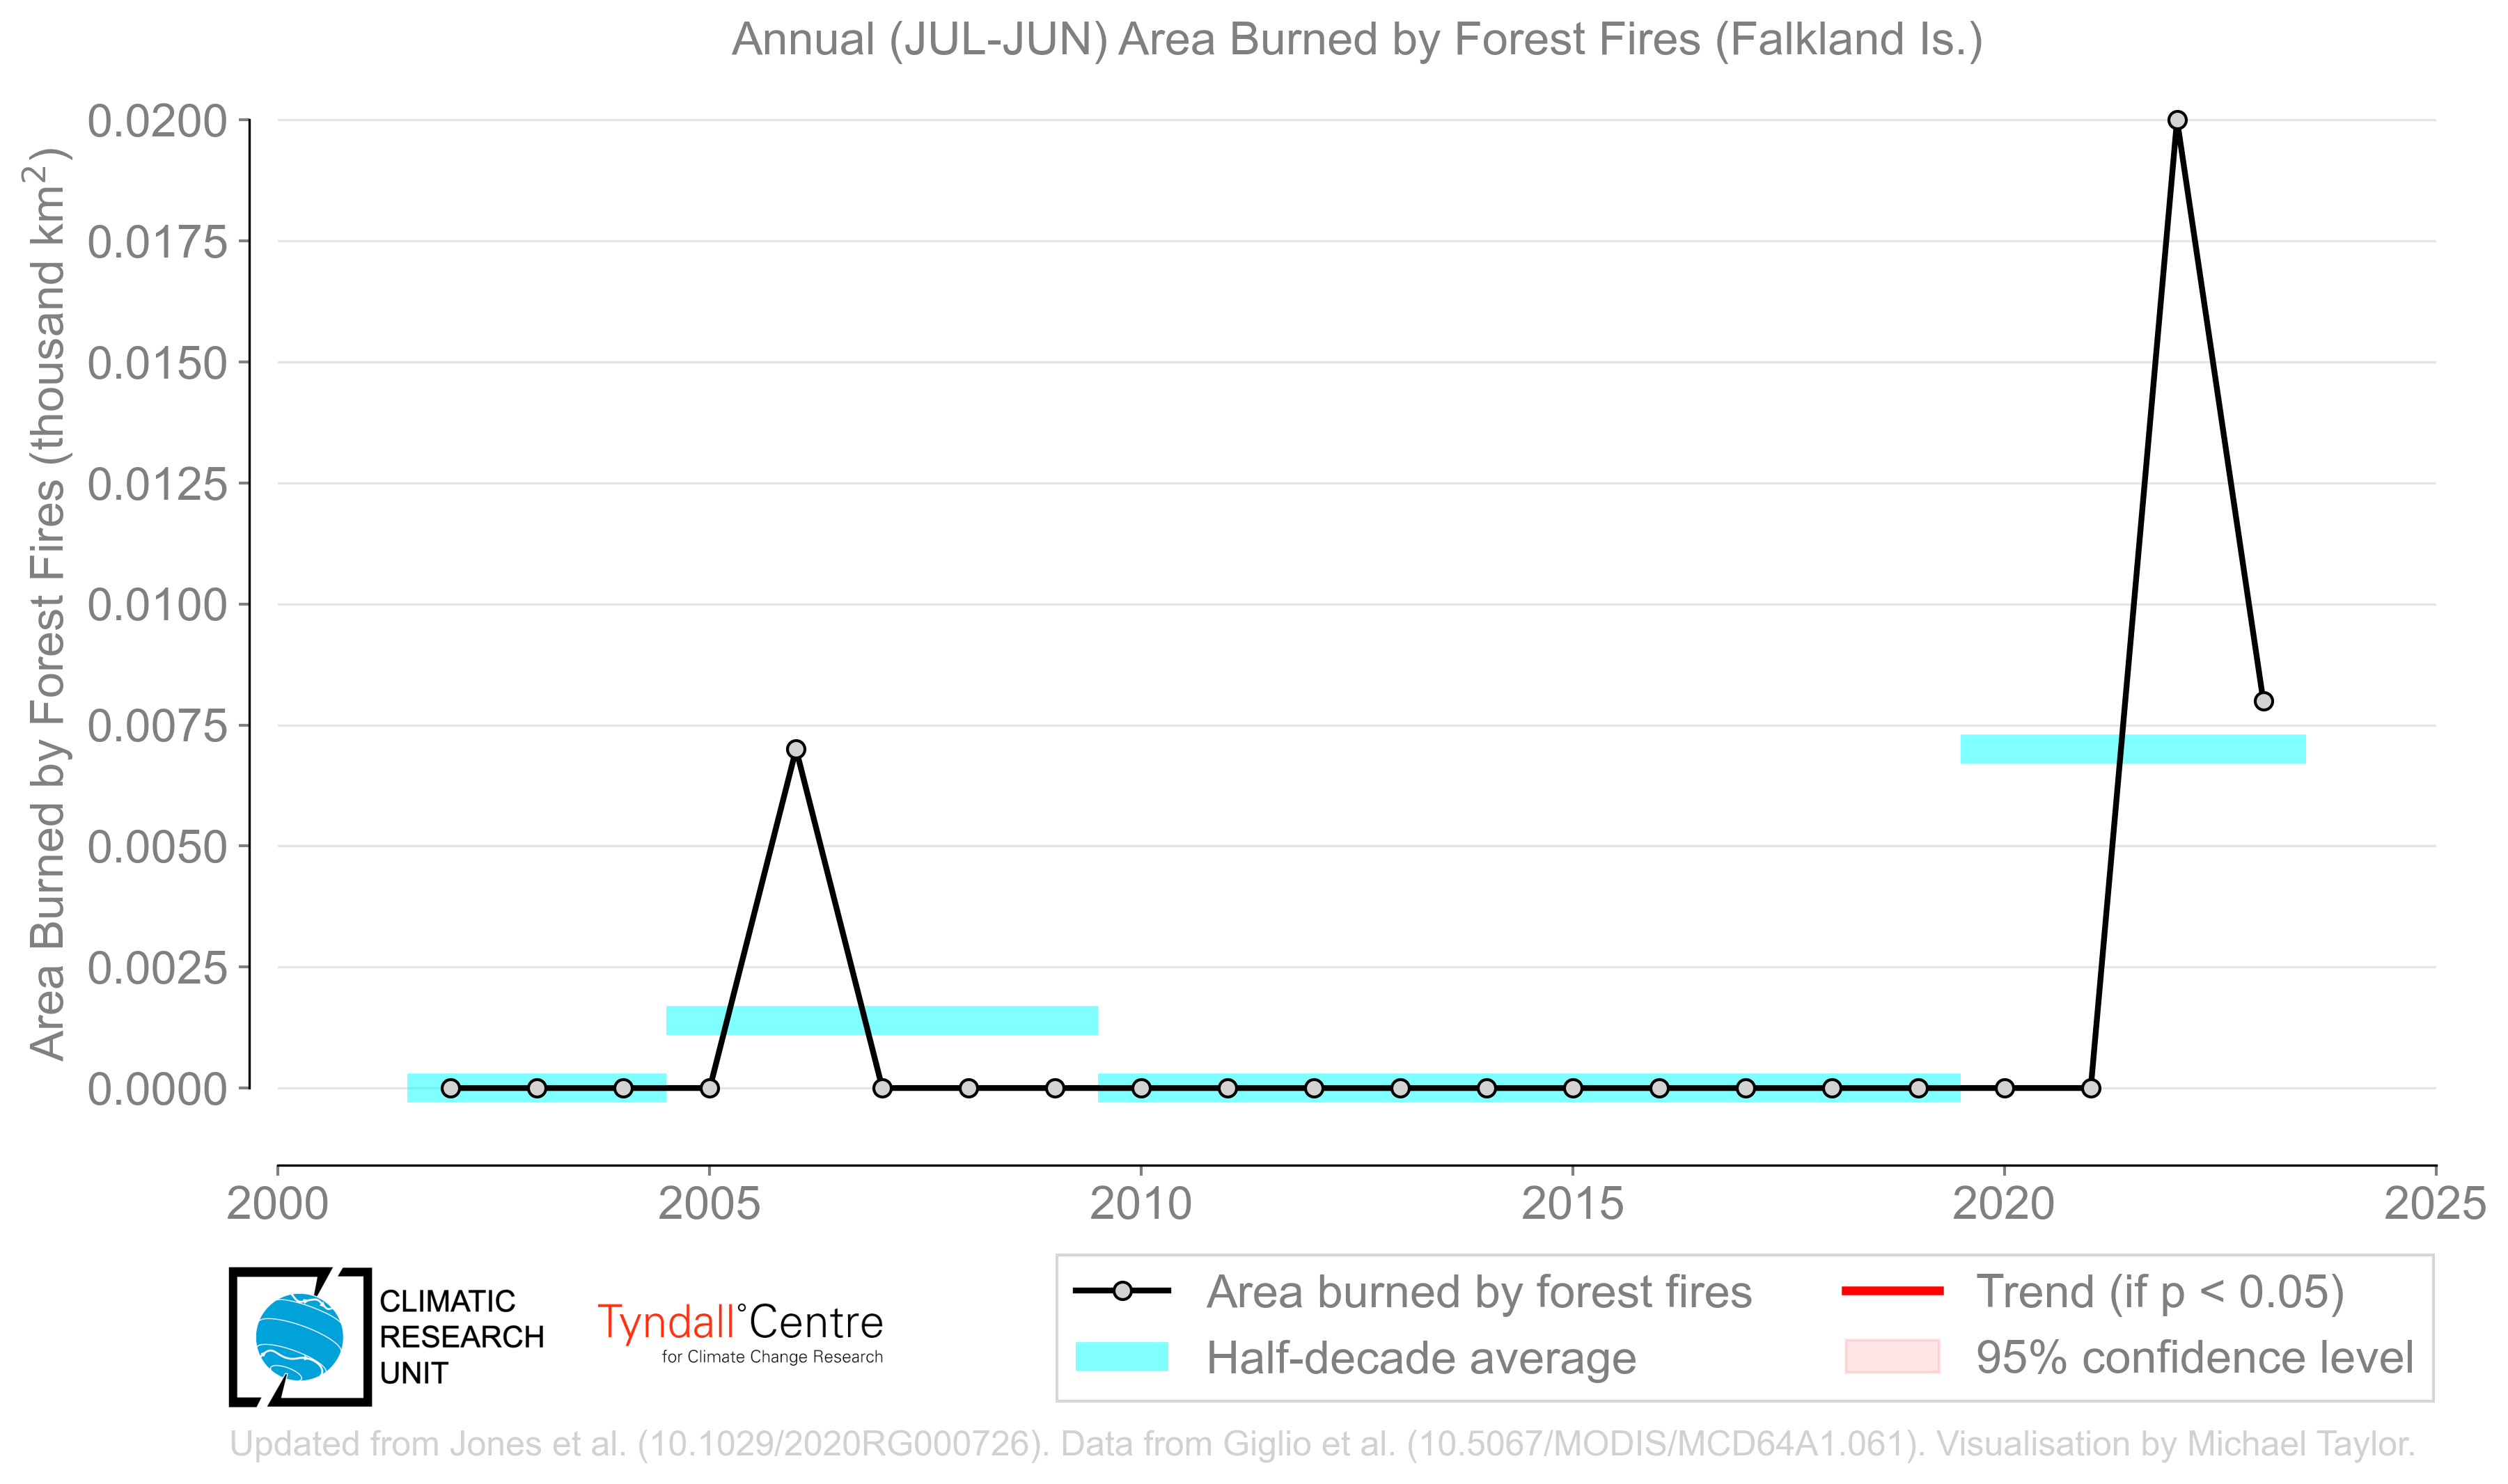 Annual (JUL-JUN) Area Burned by Forest Fires (Falkland Is.)
Area Burned by Forest Fires (thousand km²)
0.0200
0.0175
0.0150
0.0125
0.0100
0.0075
0.0050
0.0025
0.0000
2000 2005 2010 2015 2020 2025
CLIMATIC
RESEARCH
UNIT
Tyndall°Centre
for Climate Change Research
Area burned by forest fires
Half-decade average
Trend (if p < 0.05)
95% confidence level
Updated from Jones et al. (10.1029/2020RG000726). Data from Giglio et al. (10.5067/MODIS/MCD64A1.061). Visualisation by Michael Taylor.